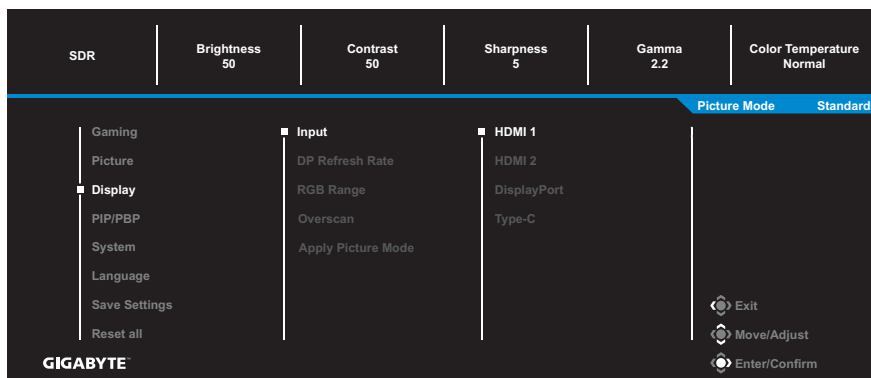 SDR
Brightness
50
Contrast
50
Sharpness
5
Gamma
2.2
Color Temperature
Normal
Picture Mode Standard
Gaming
Picture
Display
PIP/PBP
System
Language
Save Settings
Reset all
Input
DP Refresh Rate
RGB Range
Overscan
Apply Picture Mode
HDMI 1
HDMI 2
DisplayPort
Type-C
Exit
Move/Adjust
Enter/Confirm
GIGABYTE™